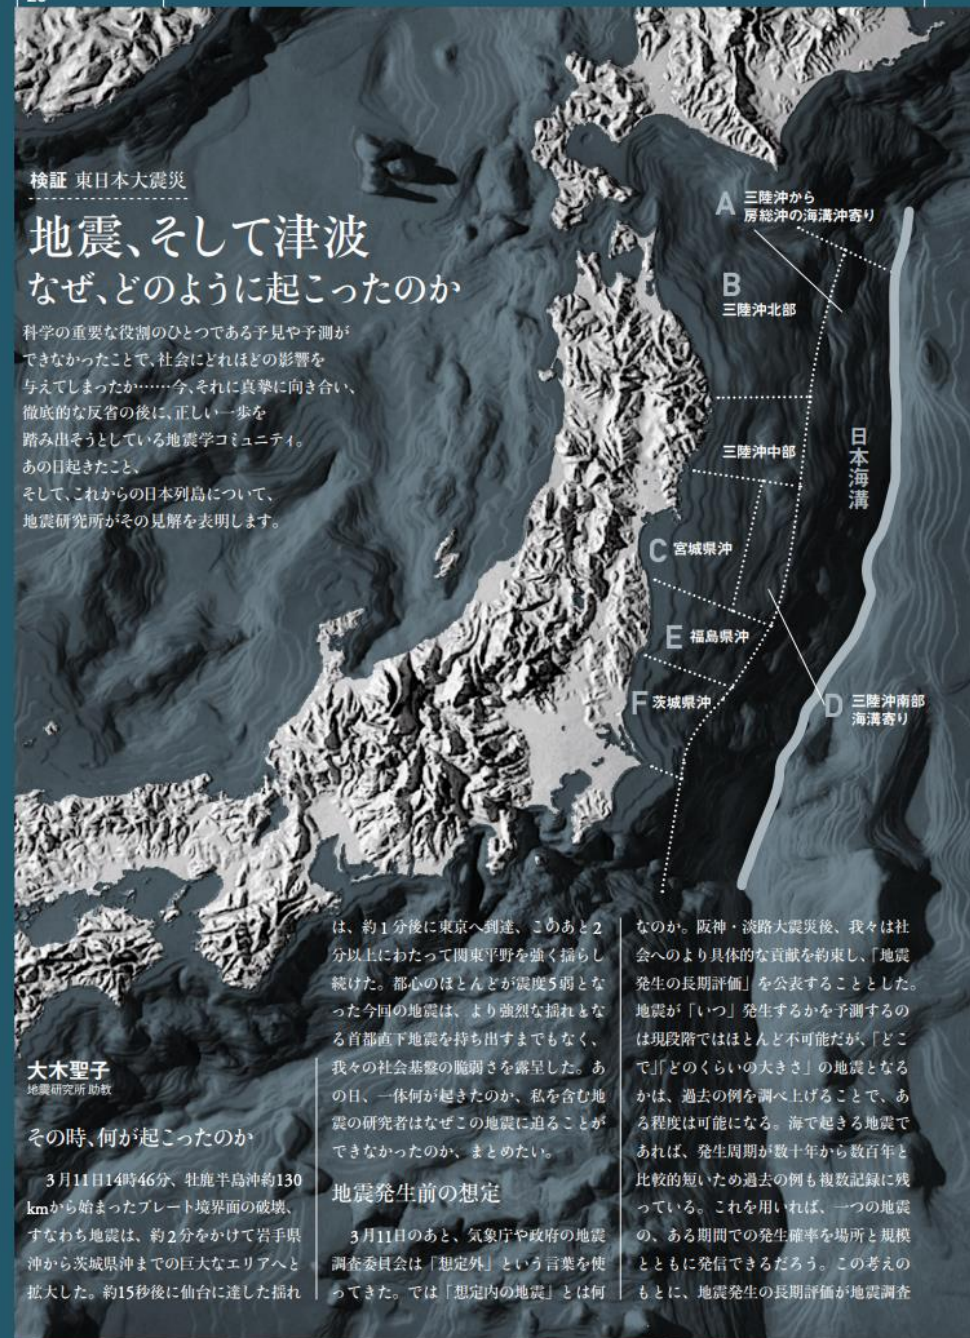 検証 東日本大震災
地震、そして津波
なぜ、どのように起こったのか
科学の重要な役割のひとつである予見や予測が
できなかったことで、社会にどれほどの影響を
与えてしまったか……今、それに真摯に向き合い、
徹底的な反省の後に、正しい一歩を
踏み出そうとしている地震学コミュニティ。
あの日起きたこと、
そして、これからの日本列島について、
地震研究所がその見解を表明します。
A 三陸沖から
房総沖の海溝沖寄り
B
三陸沖北部
三陸沖中部
日本海溝
C 宮城県沖
E 福島県沖
F 茨城県沖
D 三陸沖南部
海溝寄り
大木聖子
地震研究所 助教
その時、何が起こったのか
3月11日14時46分、牡鹿半島沖約130
kmから始まったプレート境界面の破壊、
すなわち地震は、約2分をかけて岩手県
沖から茨城県沖までの巨大なエリアへと
拡大した。約15秒後に仙台に達した揺れ
は、約1分後に東京へ到達、このあと2
分以上にわたって関東平野を強く揺らし
続けた。都心のほとんどが震度5弱とな
った今回の地震は、より強烈な揺れとな
る首都直下地震を持ち出すまでもなく、
我々の社会基盤の脆弱さを露呈した。あ
の日、一体何が起きたのか、私を含む地
震の研究者はなぜこの地震に迫ることが
できなかったのか、まとめたい。
地震発生前の想定
3月11日のあと、気象庁や政府の地震
調査委員会は「想定外」という言葉を使
ってきた。では「想定内の地震」とは何
なのか。阪神・淡路大震災後、我々は社
会へのより具体的な貢献を約束し、「地震
発生の長期評価」を公表することとした。
地震が「いつ」発生するかを予測するの
は現段階ではほとんど不可能だが、「どこ
で」「どのくらいの大きさ」の地震となる
かは、過去の例を調べ上げることで、あ
る程度は可能になる。海で起きる地震で
あれば、発生周期が数十年から数百年と
比較的短いため過去の例も複数記録に残
っている。これを用いれば、一つの地震
の、ある期間での発生確率を場所と規模
とともに発信できるだろう。この考えの
もとに、地震発生の長期評価が地震調査